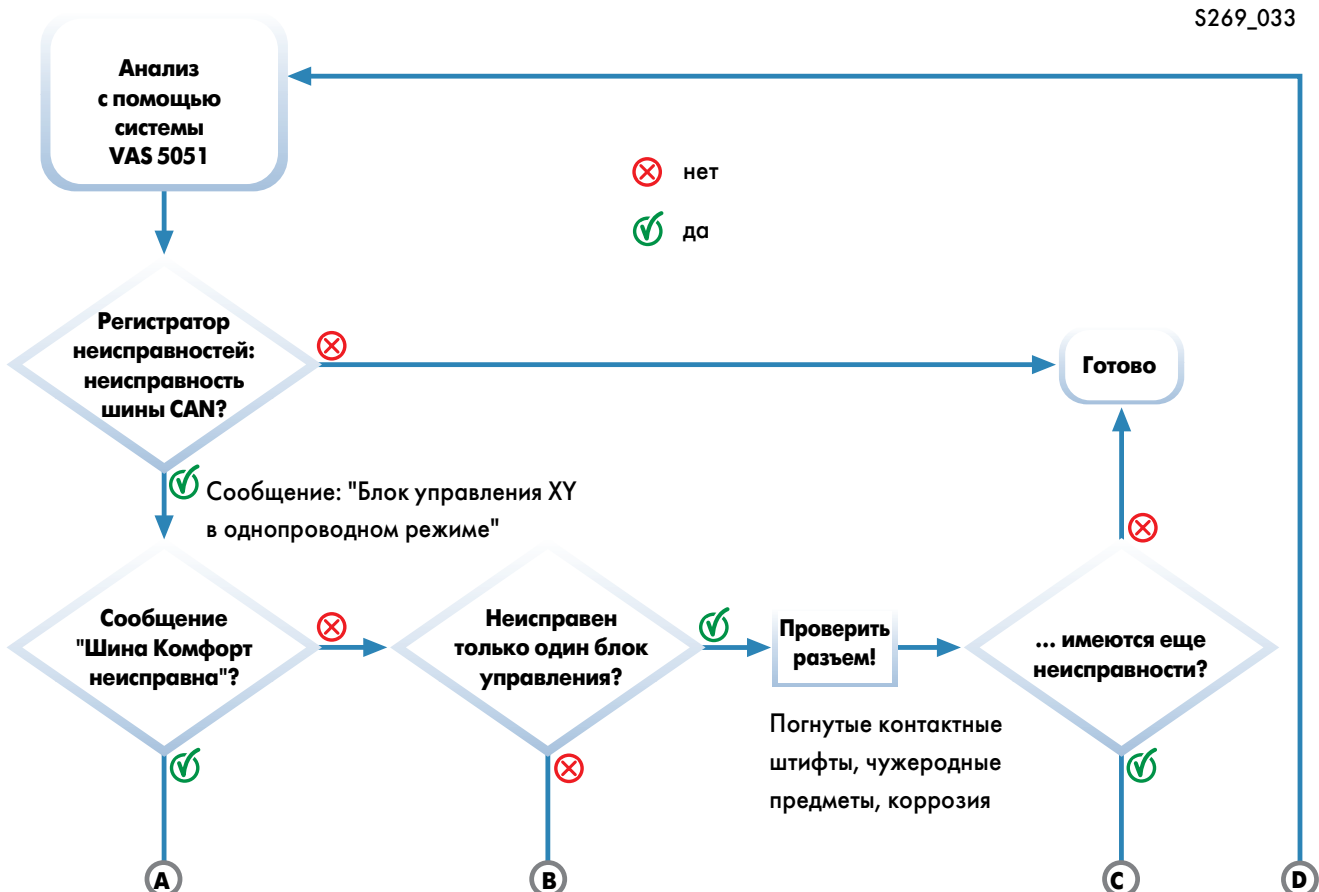 S269_033
Анализ
с помощью
системы
VAS 5051
нет
да
Регистратор
неисправностей:
неисправность
шины CAN?
Готово
Сообщение: "Блок управления XY
в однопроводном режиме"
Сообщение
"Шина Комфорт
неисправна"?
Неисправен
только один блок
управления?
Проверить
разъем!
... имеются еще
неисправности?
Погнутые контактные
штифты, чужеродные
предметы, коррозия
A
B
C
D